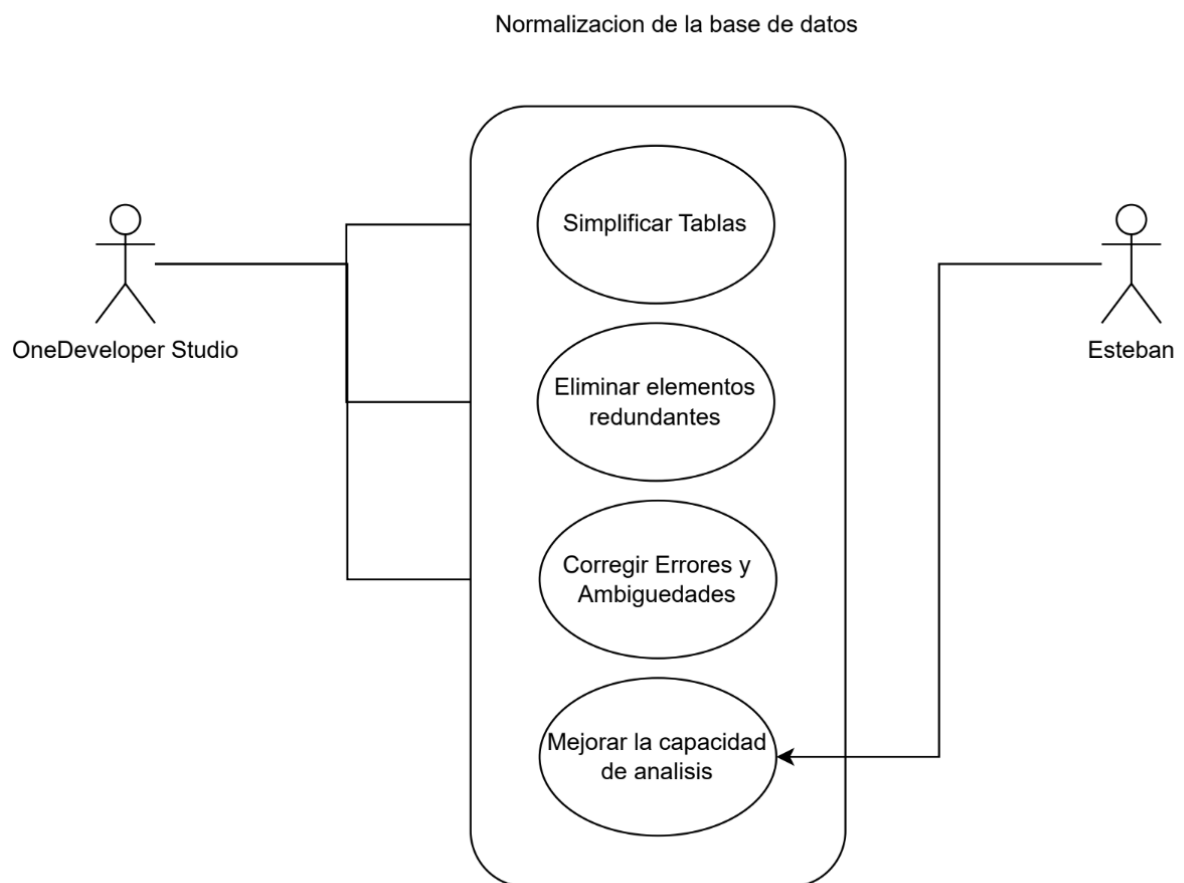 Normalizacion de la base de datos
Simplificar Tablas
OneDeveloper Studio
Esteban
Eliminar elementos
redundantes
Corregir Errores y
Ambiguedades
Mejorar la capacidad
de analisis